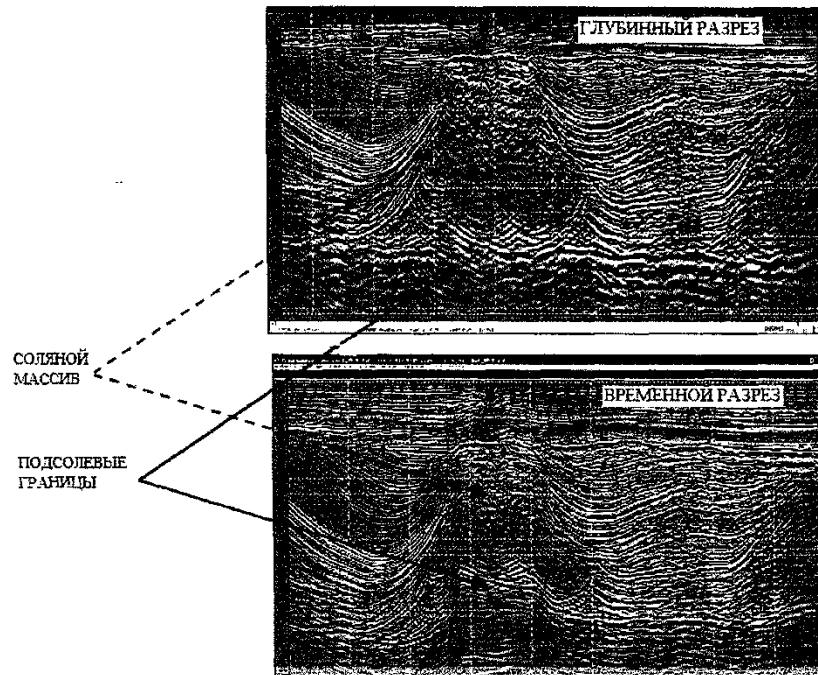 ГЛУБИННЫЙ РАЗРЕЗ
СОЛЯНОЙ
МАССИВ
ВРЕМЕННОЙ РАЗРЕЗ
ПОДСОЛЕВЫЕ
ГРАНИЦЫ